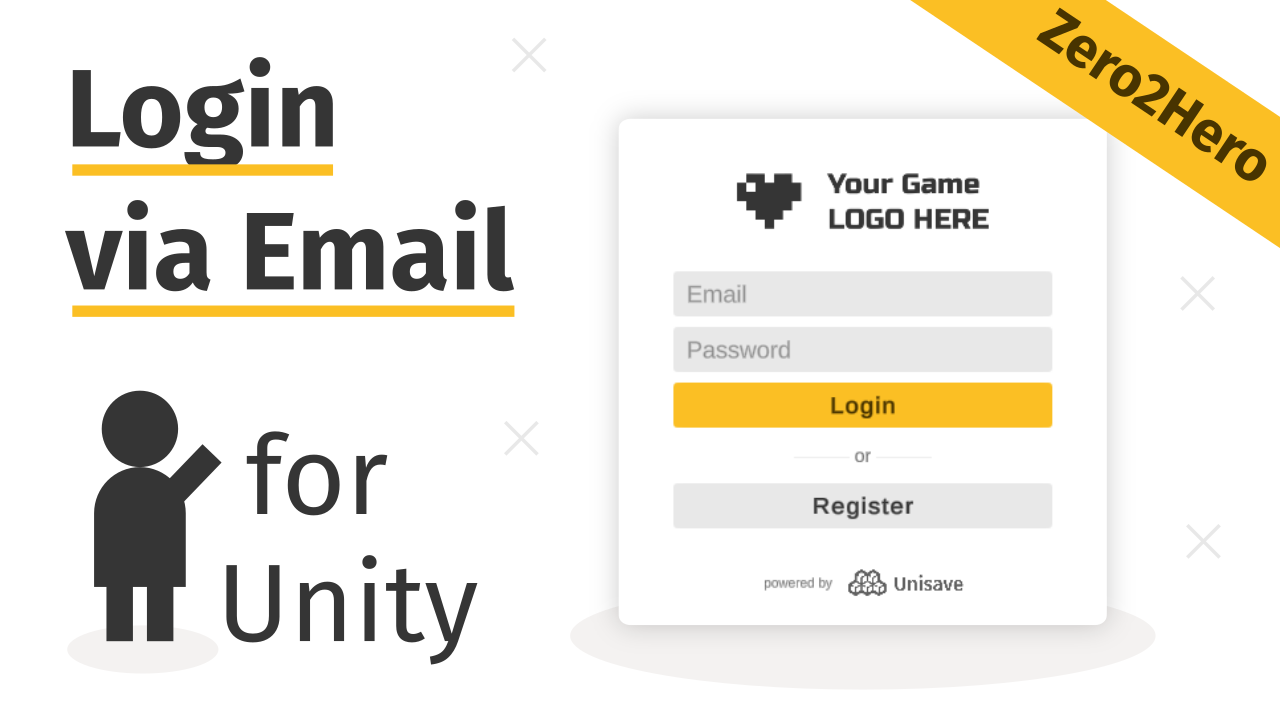 Login
via Email
for
Unity
Zero2Hero
Your Game
LOGO HERE
Email
Password
Login
or
Register
powered by Unisave